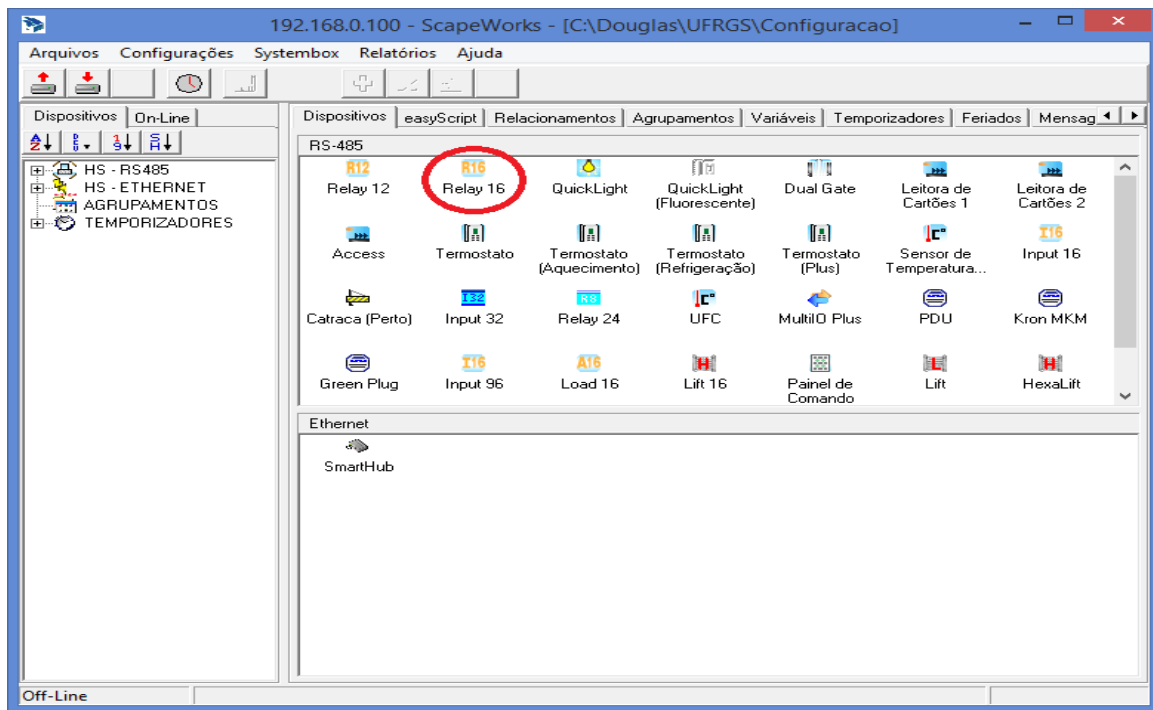 192.168.0.100 - ScapeWorks - [C:\Douglas\UFRGS\Configuracao]
Arquivos Configurações Systembox Relatórios Ajuda
Dispositivos On-Line
Dispositivos easyScript Relacionamentos Agrupamentos Variáveis Temporizadores Feriados Mensag
HS - RS485
HS - ETHERNET
AGRUPAMENTOS
TEMPORIZADORES
RS-485
R12 R16
Relay 12 Relay 16 QuickLight QuickLight (Fluorescente) Dual Gate Leitora de Cartões 1 Leitora de Cartões 2
I16
Access Termostato Termostato (Aquecimento) Termostato (Refrigeração) Termostato (Plus) Sensor de Temperatura... Input 16
I32 R8
Catraca (Perto) Input 32 Relay 24 UFC MultiIO Plus PDU Kron MKM
I16 A16 H L H
Green Plug Input 96 Load 16 Lift 16 Painel de Comando Lift HexaLift
Ethernet
SmartHub
Off-Line